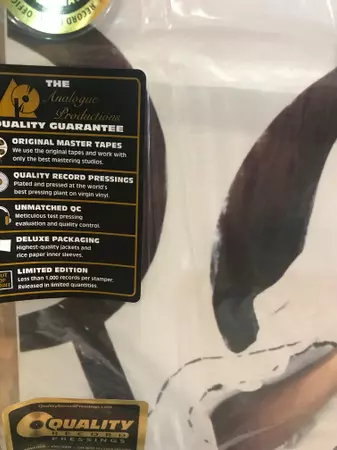 RECORD
OFFIC
THE
Analogue
Productions
QUALITY GUARANTEE
ORIGINAL MASTER TAPES
We use the original tapes and work with
only the best mastering studios.
QUALITY RECORD PRESSINGS
Plated and pressed at the world's
best pressing plant on virgin vinyl.
UNMATCHED QC
Meticulous test pressing
evaluation and quality control.
DELUXE PACKAGING
Highest-quality jackets and
rice paper inner sleeves.
LIMITED EDITION
Less than 1,000 records per stamper.
Released in limited quantities.
QUALITY
RECORD
PRESSINGS